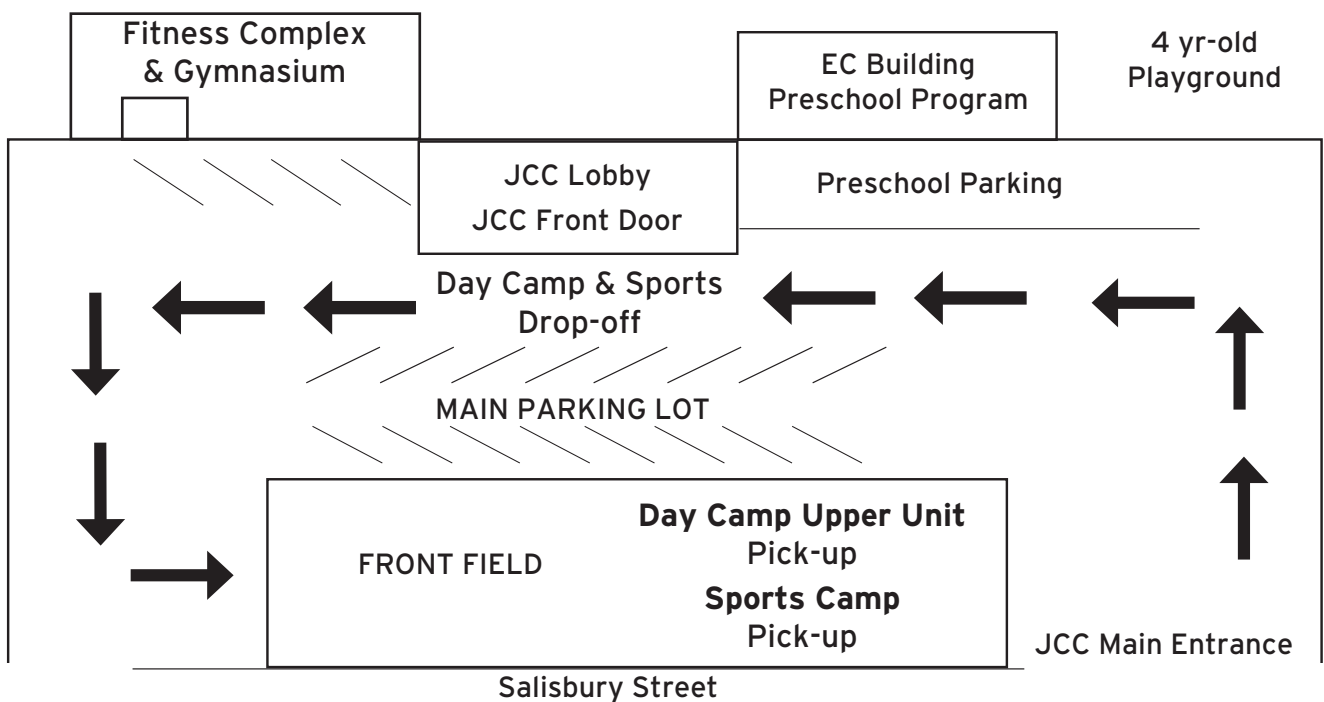 Fitness Complex
& Gymnasium
EC Building
Preschool Program
4 yr-old
Playground
JCC Lobby
JCC Front Door
Preschool Parking
Day Camp & Sports
Drop-off
MAIN PARKING LOT
FRONT FIELD
Day Camp Upper Unit
Pick-up
Sports Camp
Pick-up
JCC Main Entrance
Salisbury Street